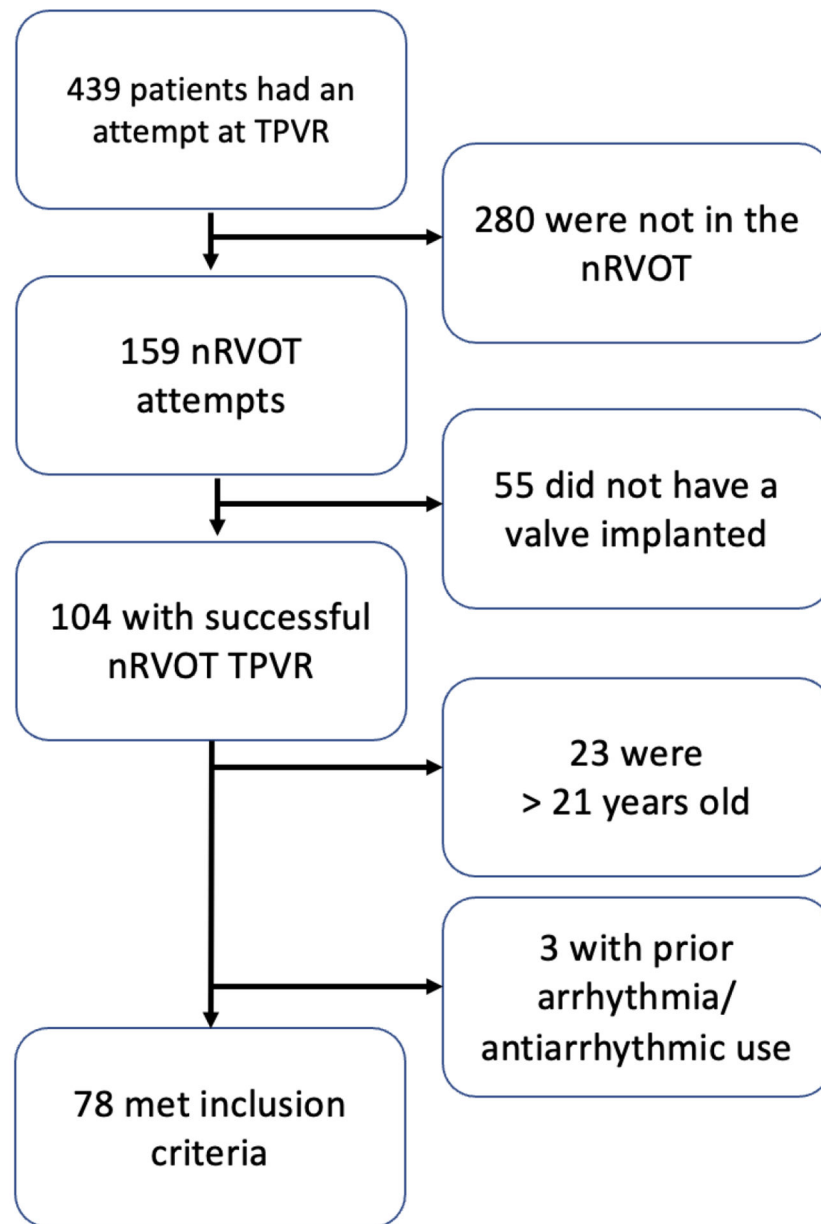 439 patients had an
attempt at TPVR
280 were not in the
nRVOT
159 nRVOT
attempts
55 did not have a
valve implanted
104 with successful
nRVOT TPVR
23 were
> 21 years old
3 with prior
arrhythmia/
antiarrhythmic use
78 met inclusion
criteria